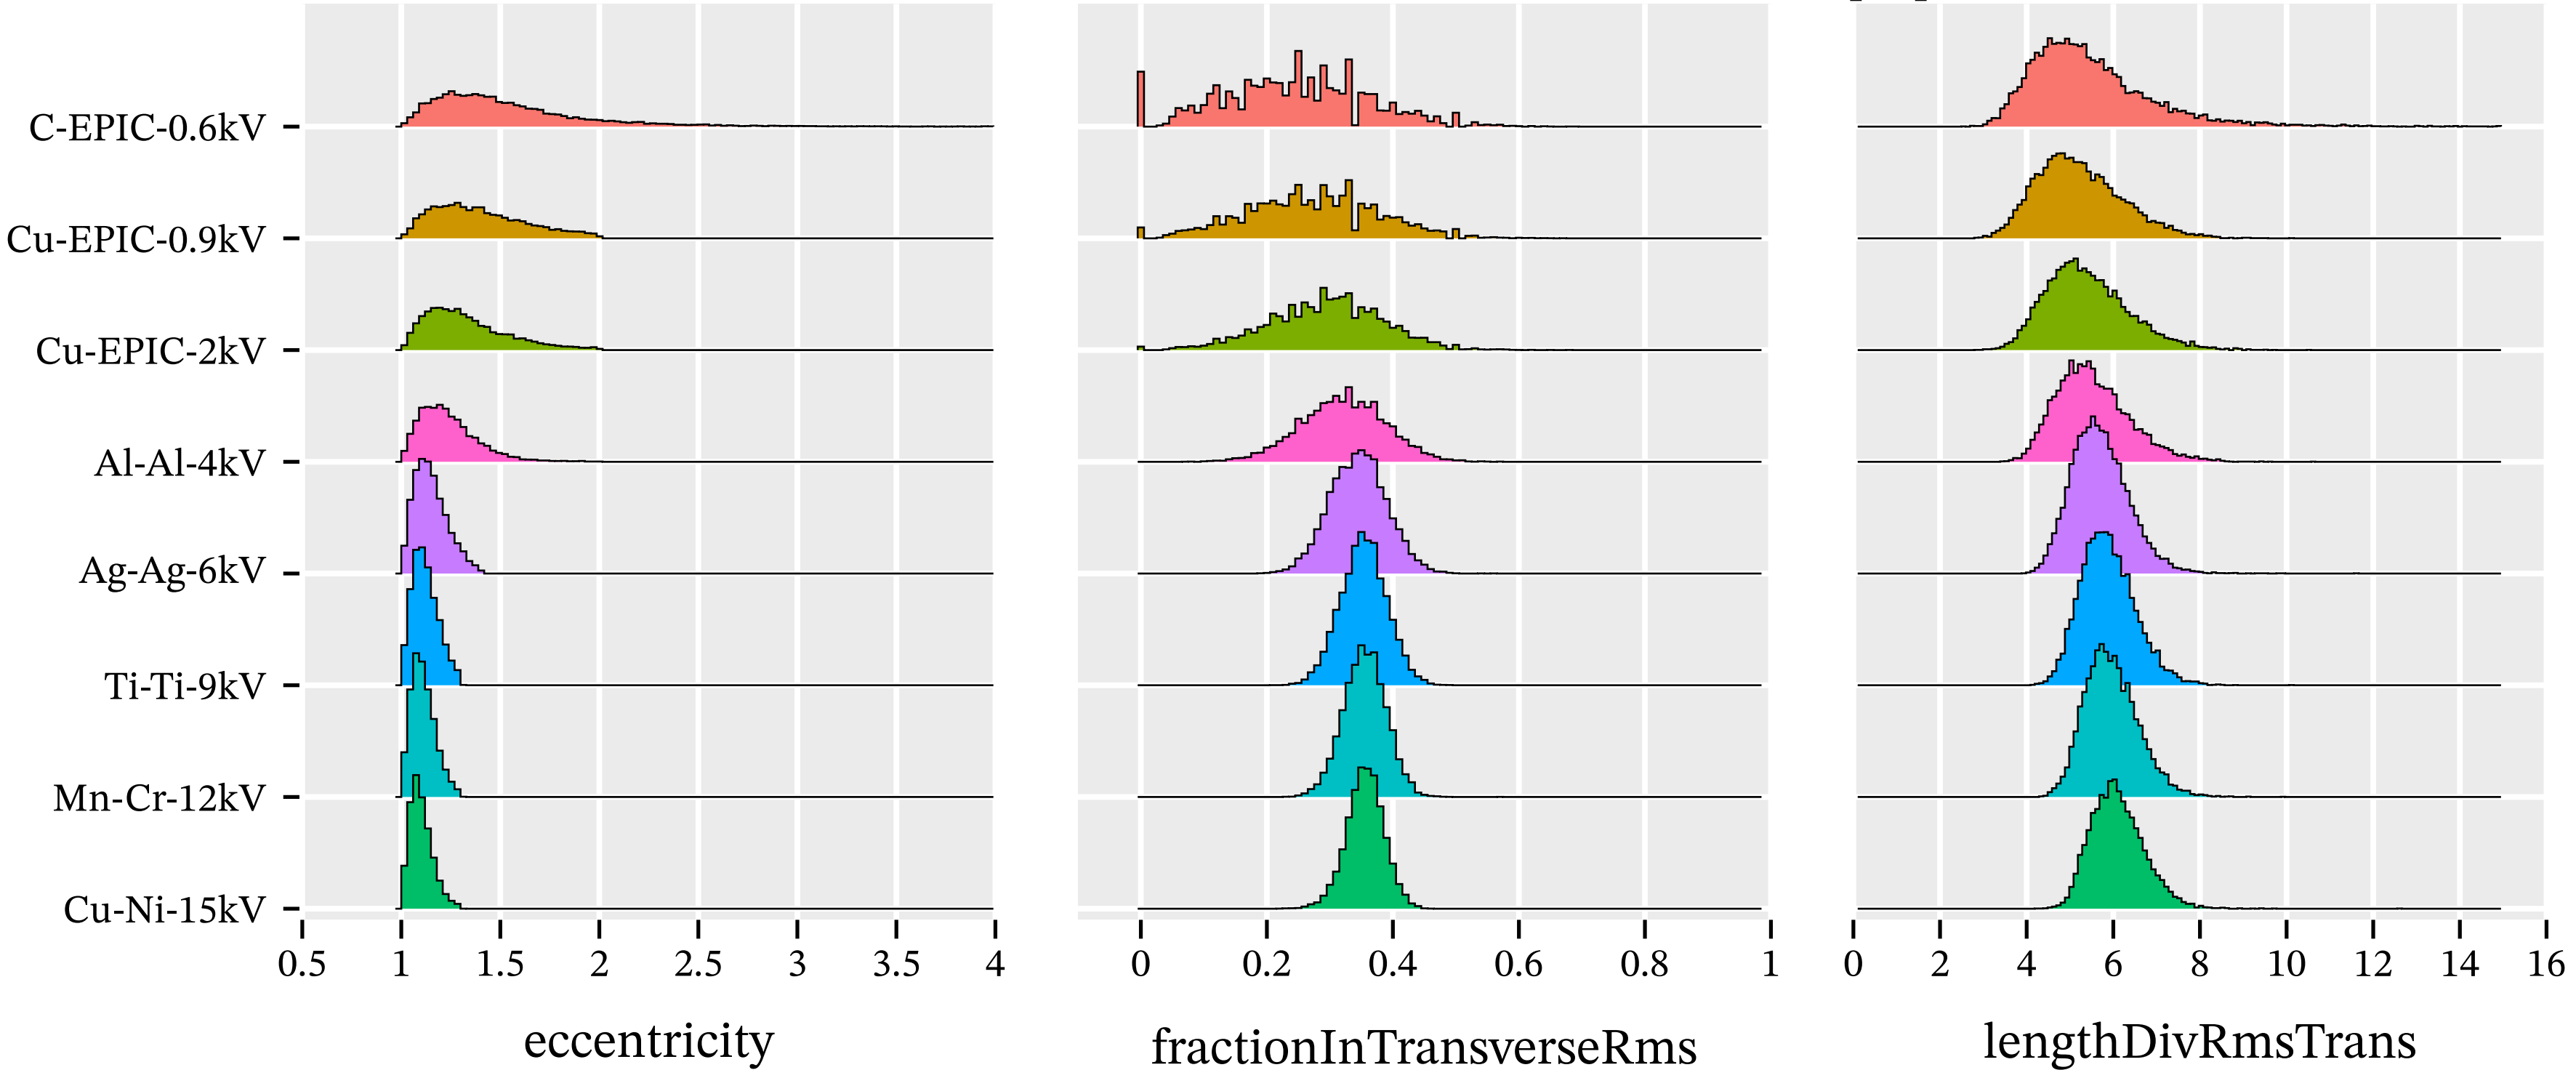 C-EPIC-0.6kV
Cu-EPIC-0.9kV
Cu-EPIC-2kV
Al-Al-4kV
Ag-Ag-6kV
Ti-Ti-9kV
Mn-Cr-12kV
Cu-Ni-15kV
0.5 1 1.5 2 2.5 3 3.5 4
eccentricity
0 0.2 0.4 0.6 0.8 1
fractionInTransverseRms
0 2 4 6 8 10 12 14 16
lengthDivRmsTrans